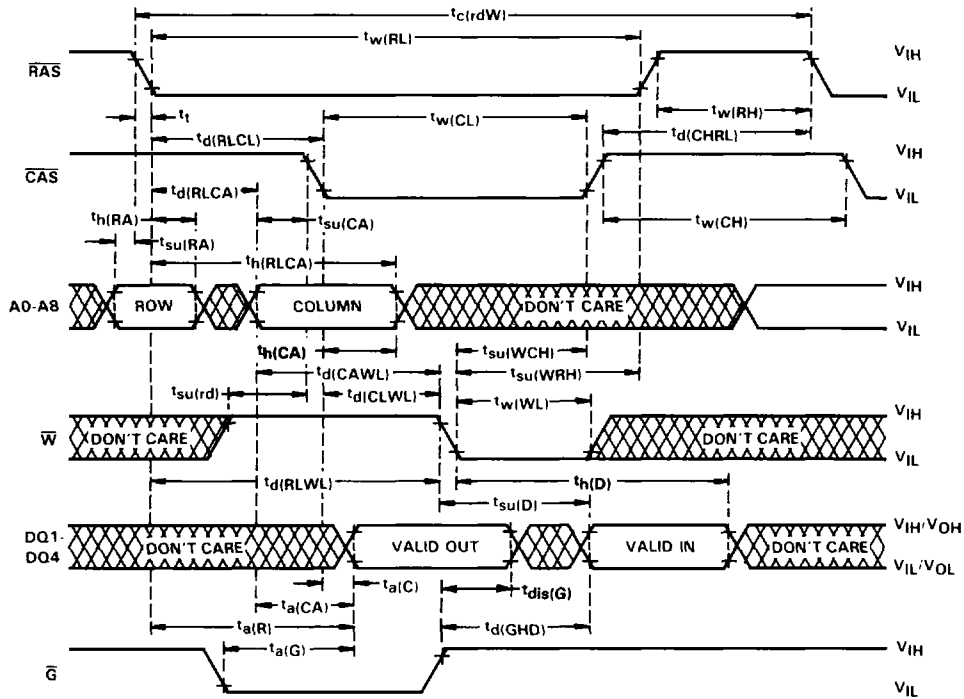 tc(rdW)
tw(RL)
RAS
VIH
VIL
tt
tw(RH)
td(RLCL)
tw(CL)
td(CHRL)
CAS
VIH
VIL
td(RLCA)
th(RA)
tsu(CA)
tw(CH)
tsu(RA)
th(RLCA)
A0-A8
ROW
COLUMN
DON'T CARE
VIH
VIL
th(CA)
tsu(WCH)
td(CAWL)
tsu(WRH)
tsu(rd)
td(CLWL)
tw(WL)
W
DON'T CARE
DON'T CARE
VIH
VIL
td(RLWL)
th(D)
tsu(D)
DQ1-
DQ4
DON'T CARE
VALID OUT
VALID IN
DON'T CARE
VIH/VOH
VIL/VOL
ta(C)
tdis(G)
ta(CA)
ta(R)
td(GHD)
ta(G)
G
VIH
VIL